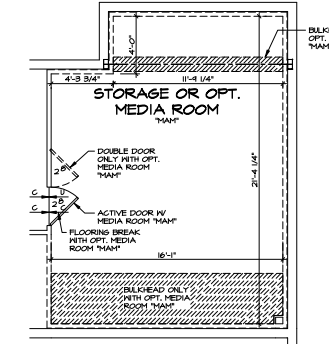 BULKH
OPT.
"MAM
4'-0"
4'-3 3/4"
11'-9 1/4"
STORAGE OR OPT.
MEDIA ROOM
"MAM"
21'-4 1/4"
DOUBLE DOOR
ONLY WITH OPT.
MEDIA ROOM
"MAM"
2
8
C
U
2
8
C
C
ACTIVE DOOR W/
MEDIA ROOM "MAM"
FLOORING BREAK
WITH OPT. MEDIA
ROOM "MAM"
16'-1"
BULKHEAD ONLY
WITH OPT. MEDIA
ROOM "MAM"